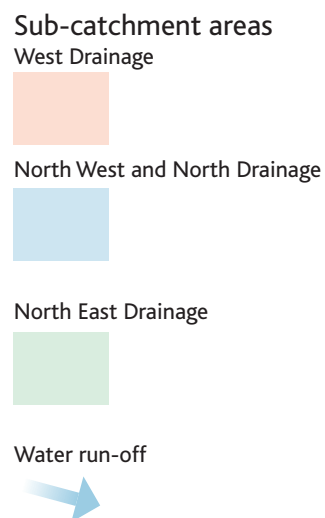 Sub-catchment areas
West Drainage
North West and North Drainage
North East Drainage
Water run-off